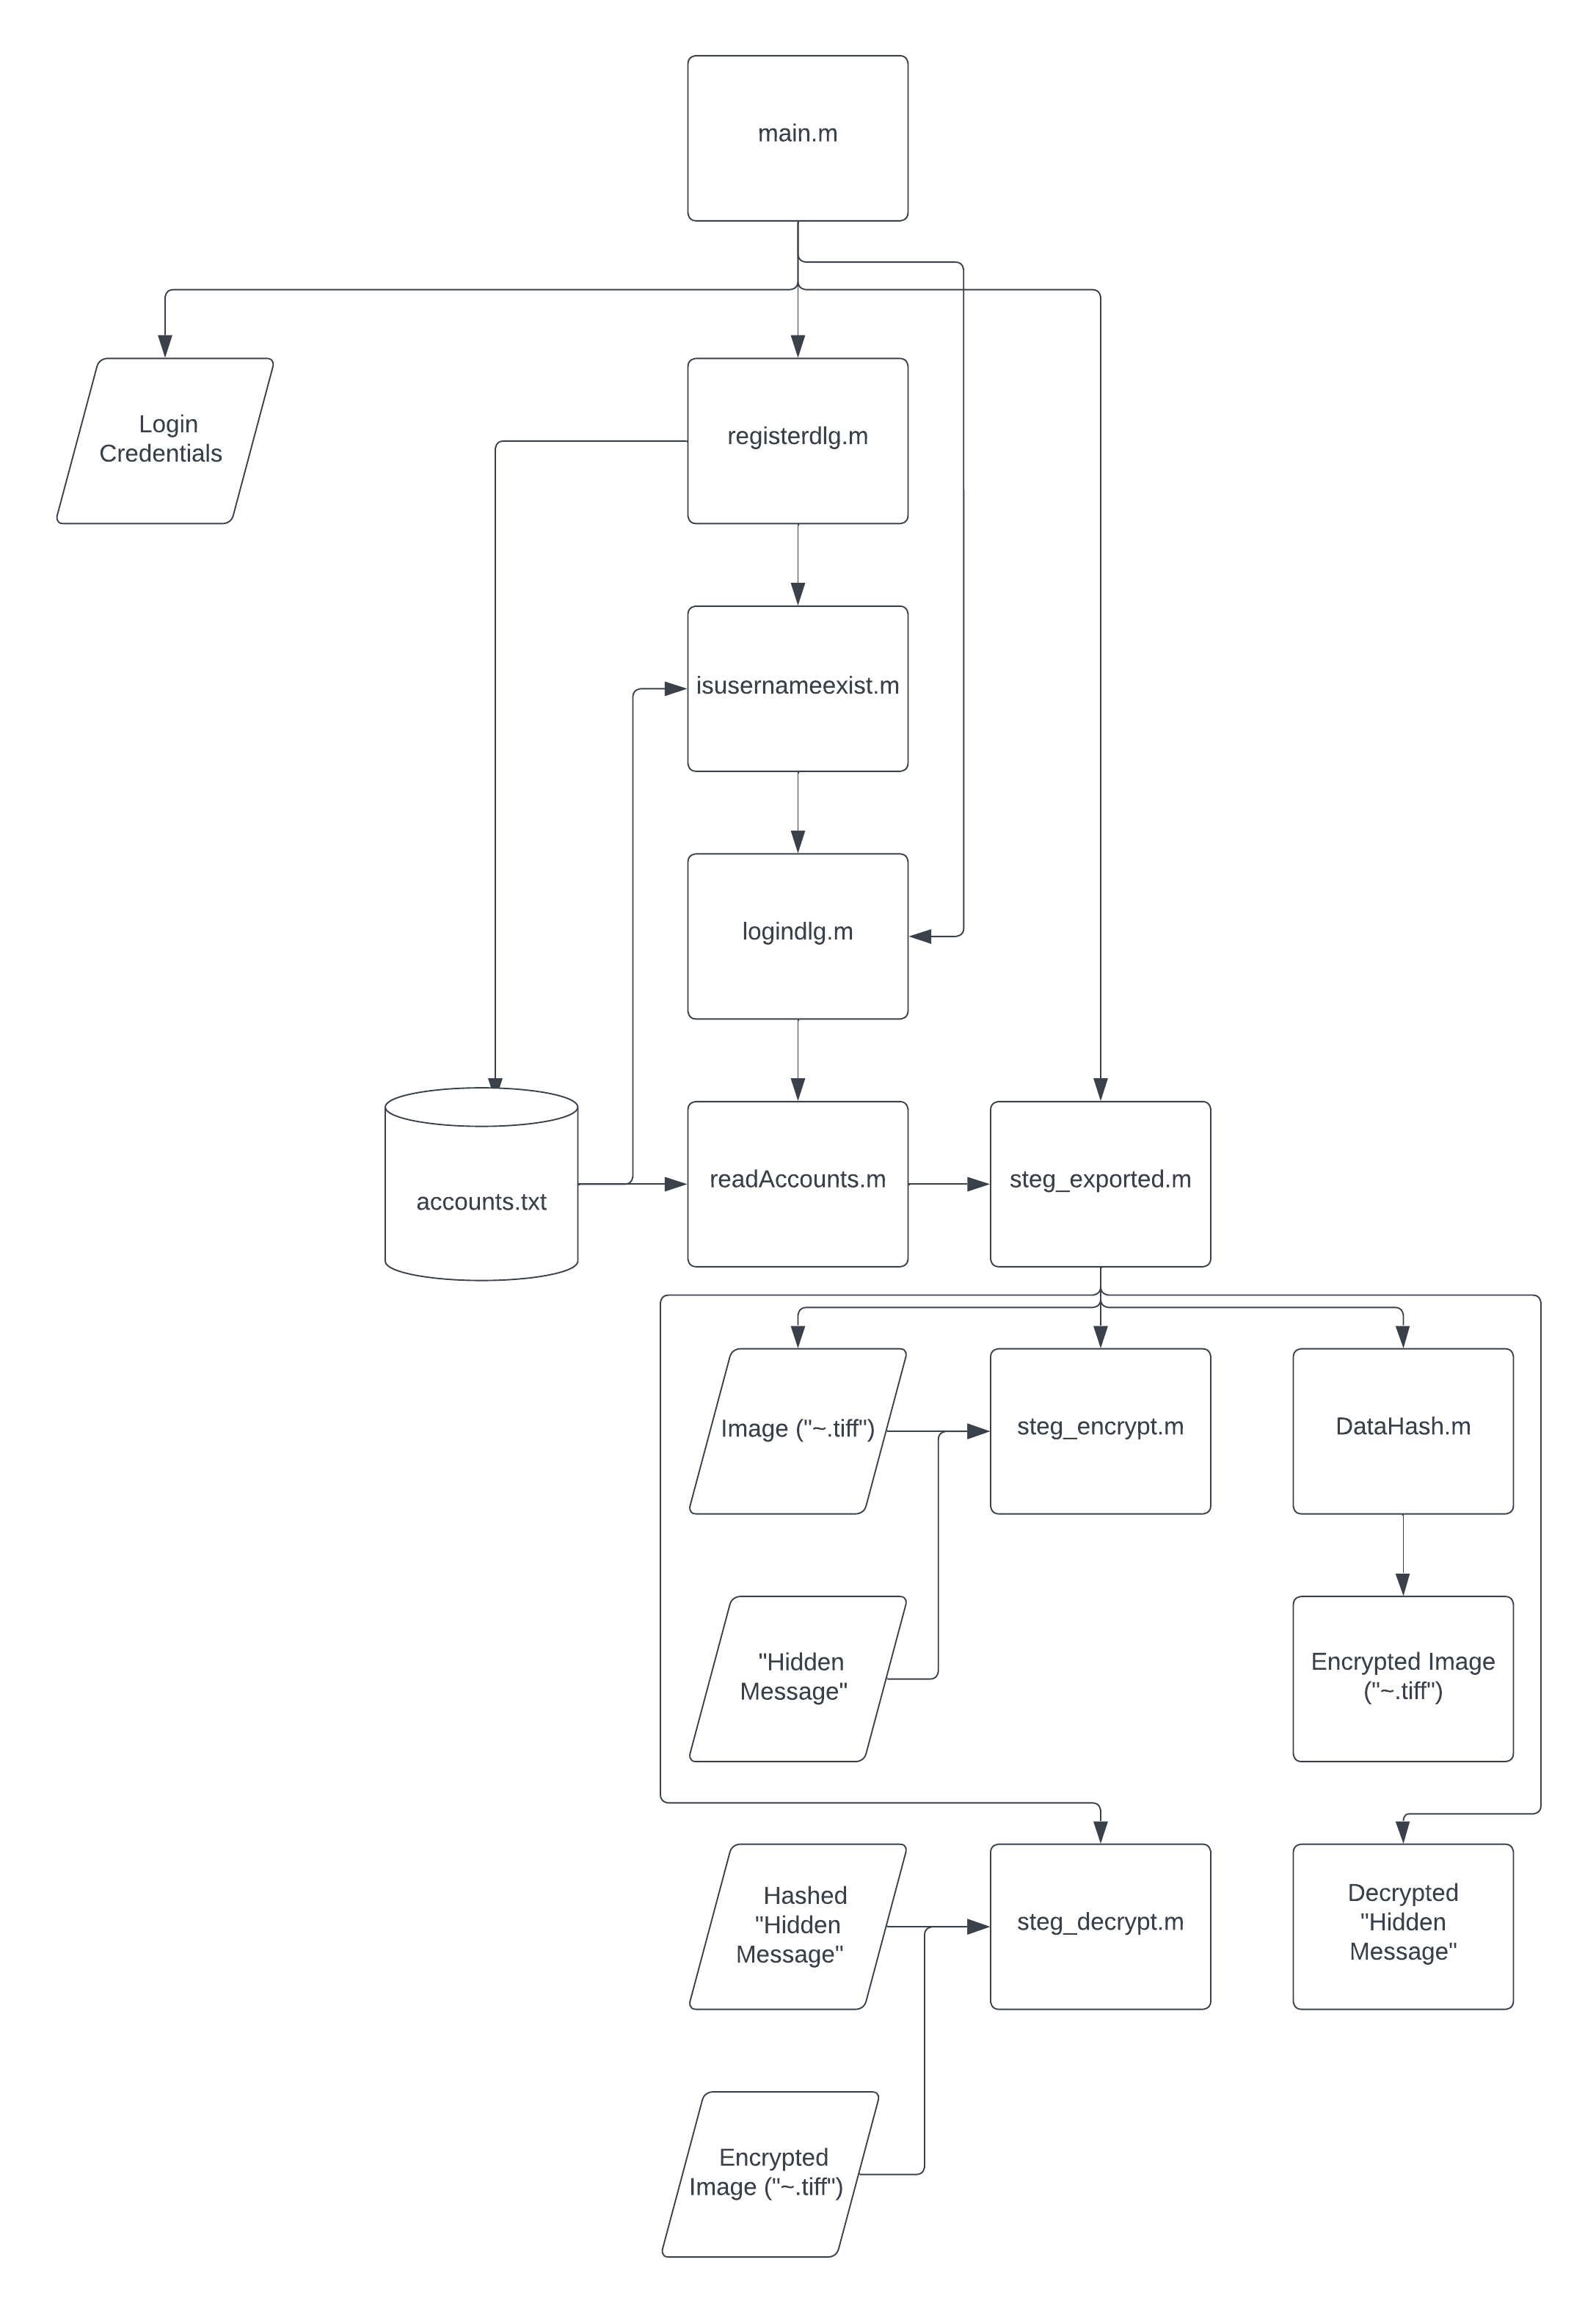 main.m
Login
Credentials
registerdlg.m
isusernameexist.m
logindlg.m
accounts.txt
readAccounts.m
steg_exported.m
Image ("~.tiff")
steg_encrypt.m
DataHash.m
"Hidden
Message"
Encrypted Image
("~.tiff")
Hashed
"Hidden
Message"
steg_decrypt.m
Decrypted
"Hidden
Message"
Encrypted
Image ("~.tiff")